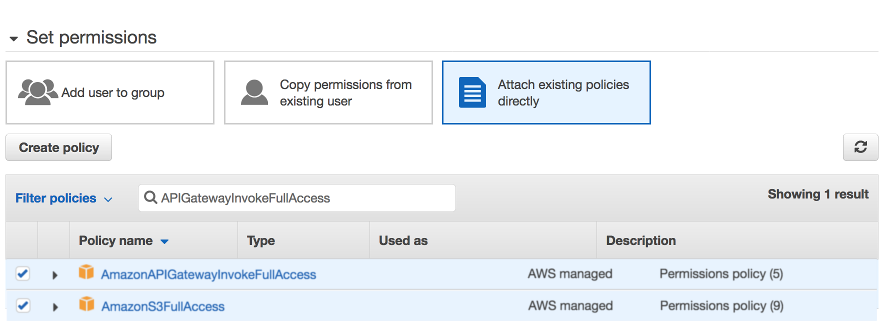 Set permissions
Add user to group
Copy permissions from
existing user
Attach existing policies
directly
Create policy
Filter policies
APIGatewayInvokeFullAccess
Showing 1 result
Policy name Type Used as Description
AmazonAPIGatewayInvokeFullAccess AWS managed Permissions policy (5)
AmazonS3FullAccess AWS managed Permissions policy (9)